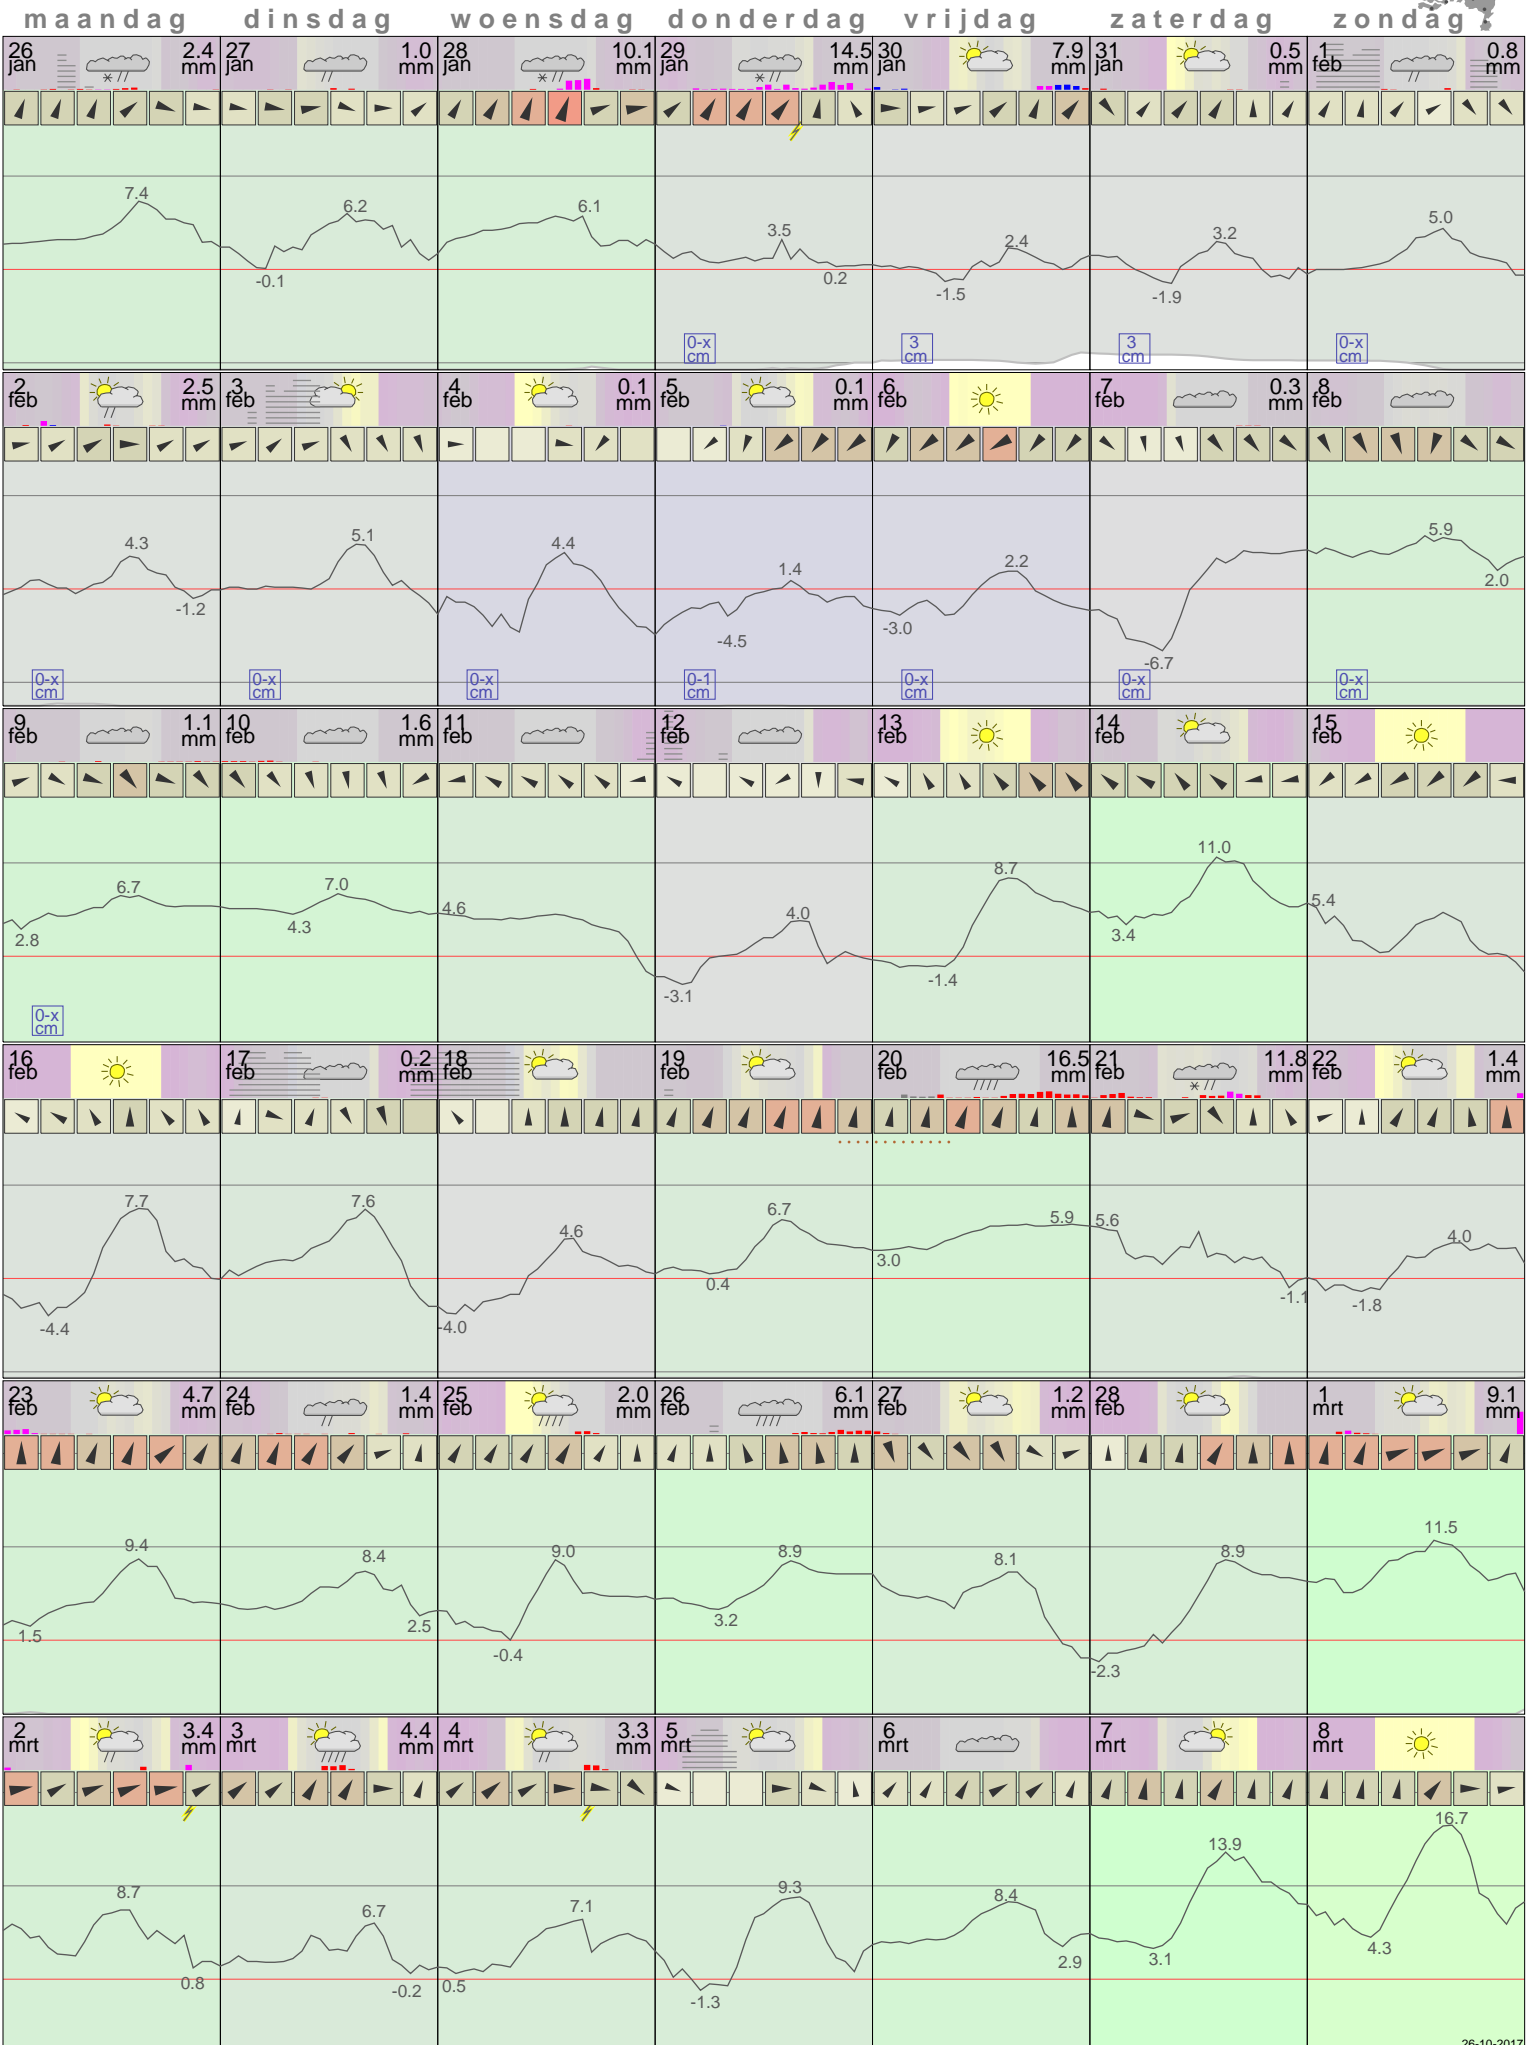 maandag dinsdag woensdag donderdag vrijdag zaterdag zondag
26 jan 2.4 mm 27 jan 1.0 mm 28 jan 10.1 mm 29 jan 14.5 mm 30 jan 7.9 mm 31 jan 0.5 mm 1 feb 0.8 mm
7.4 6.2 6.1 3.5 2.4 3.2 5.0
-0.1 0.2 -1.5 -1.9
0-x cm 3 cm 3 cm 0-x cm
2 feb 2.5 mm 3 feb 4 feb 0.1 mm 5 feb 0.1 mm 6 feb 7 feb 0.3 mm 8 feb
4.3 5.1 4.4 1.4 2.2 5.9
-1.2 -4.5 -3.0 -6.7 2.0
0-x cm 0-x cm 0-x cm 0-1 cm 0-x cm 0-x cm 0-x cm
9 feb 1.1 mm 10 feb 1.6 mm 11 feb 12 feb 13 feb 14 feb 15 feb
6.7 7.0 4.6 4.0 8.7 11.0 5.4
2.8 4.3 -3.1 -1.4 3.4
0-x cm
16 feb 17 feb 0.2 mm 18 feb 19 feb 20 feb 16.5 mm 21 feb 11.8 mm 22 feb 1.4 mm
7.7 7.6 4.6 6.7 5.9 5.6 4.0
-4.4 -4.0 0.4 3.0 -1.1 -1.8
23 feb 4.7 mm 24 feb 1.4 mm 25 feb 2.0 mm 26 feb 6.1 mm 27 feb 1.2 mm 28 feb 1 mrt 9.1 mm
9.4 8.4 9.0 8.9 8.1 8.9 11.5
1.5 2.5 -0.4 3.2 -2.3
2 mrt 3.4 mm 3 mrt 4.4 mm 4 mrt 3.3 mm 5 mrt 6 mrt 7 mrt 8 mrt
8.7 6.7 7.1 9.3 8.4 13.9 16.7
0.8 -0.2 0.5 -1.3 2.9 3.1 4.3
26-10-2017